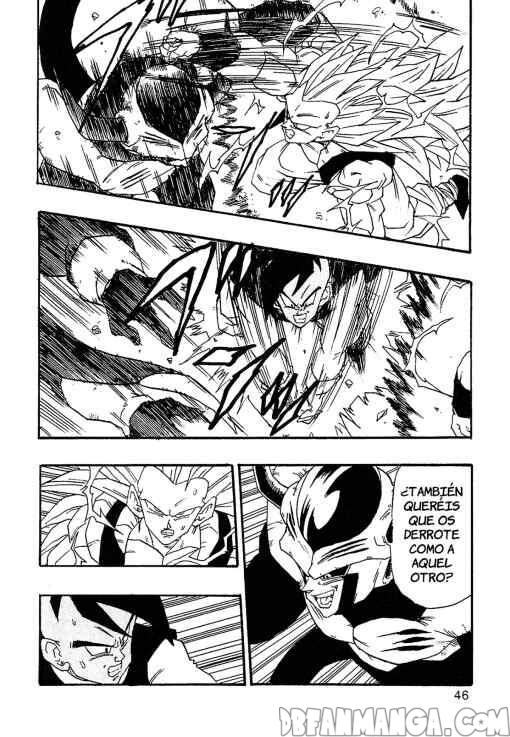 ¿TAMBIÉN
QUERÉIS
QUE OS
DERROTE
COMO A
AQUEL
OTRO?
46
DBFANMANGA.COM